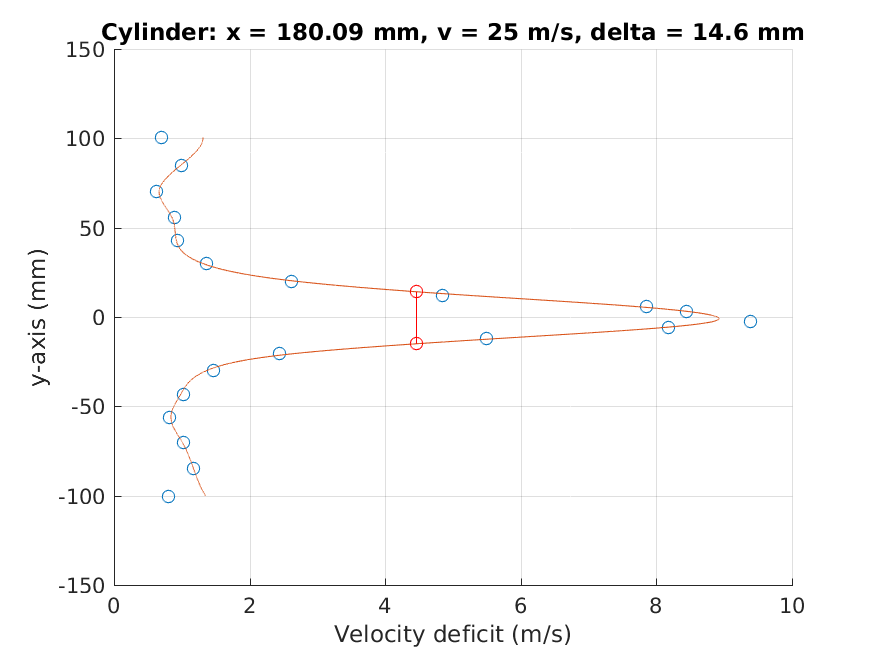 Cylinder: x = 180.09 mm, v = 25 m/s, delta = 14.6 mm
150
100
50
0
-50
-100
-150
y-axis (mm)
0 2 4 6 8 10
Velocity deficit (m/s)